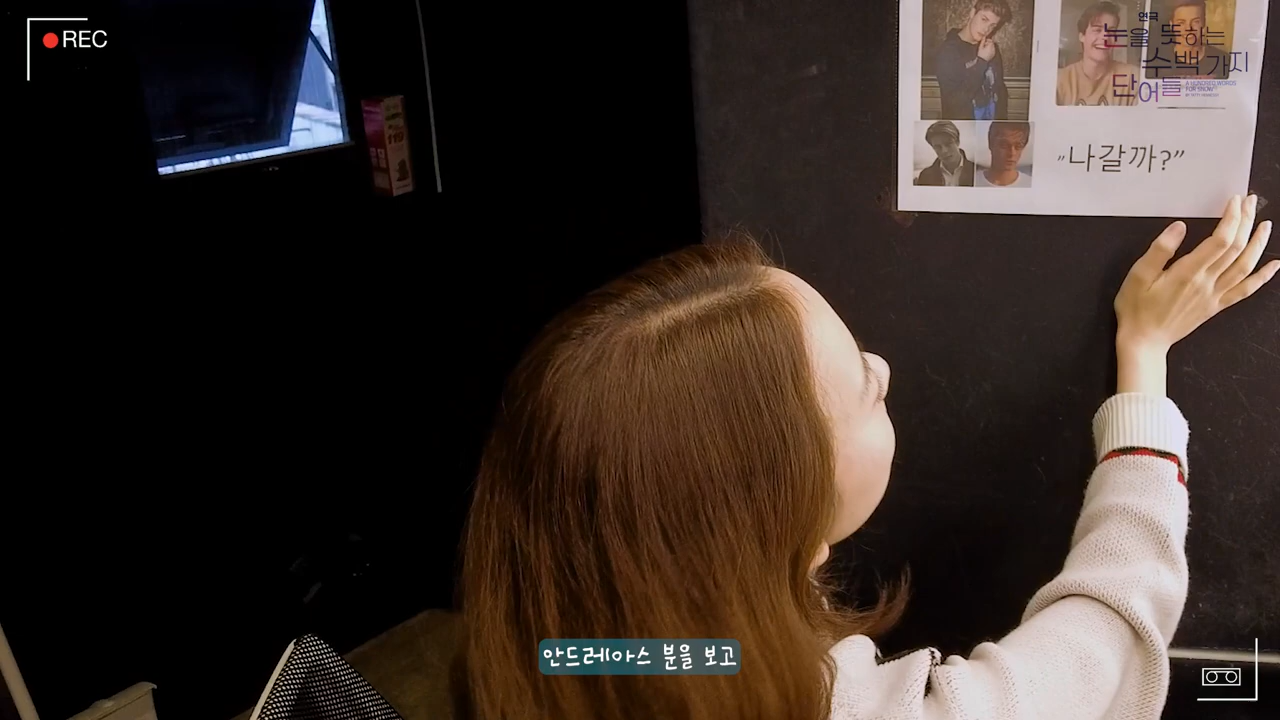 REC
연극
눈을 뜻하는
수백 가지
단어들
A HUNDRED WORDS
FOR SNOW
"나갈까?"
안드레아스 분을 보고